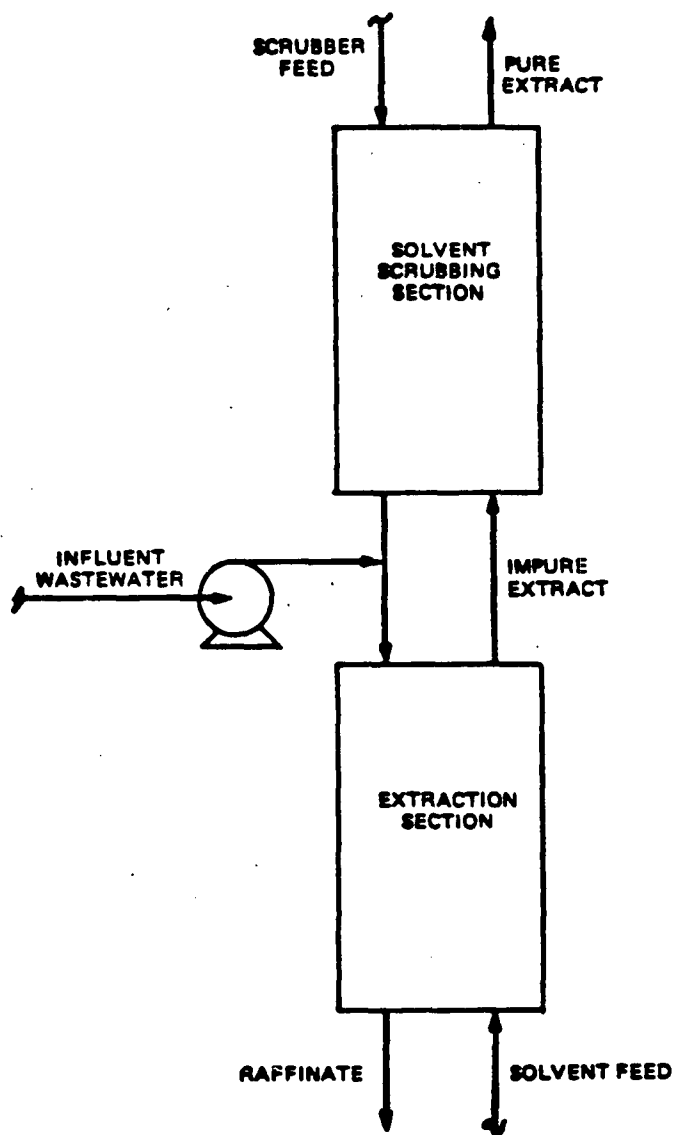 SCRUBBER
FEED
PURE
EXTRACT
SOLVENT
SCRUBBING
SECTION
INFLUENT
WASTEWATER
IMPURE
EXTRACT
EXTRACTION
SECTION
RAFFINATE
SOLVENT FEED